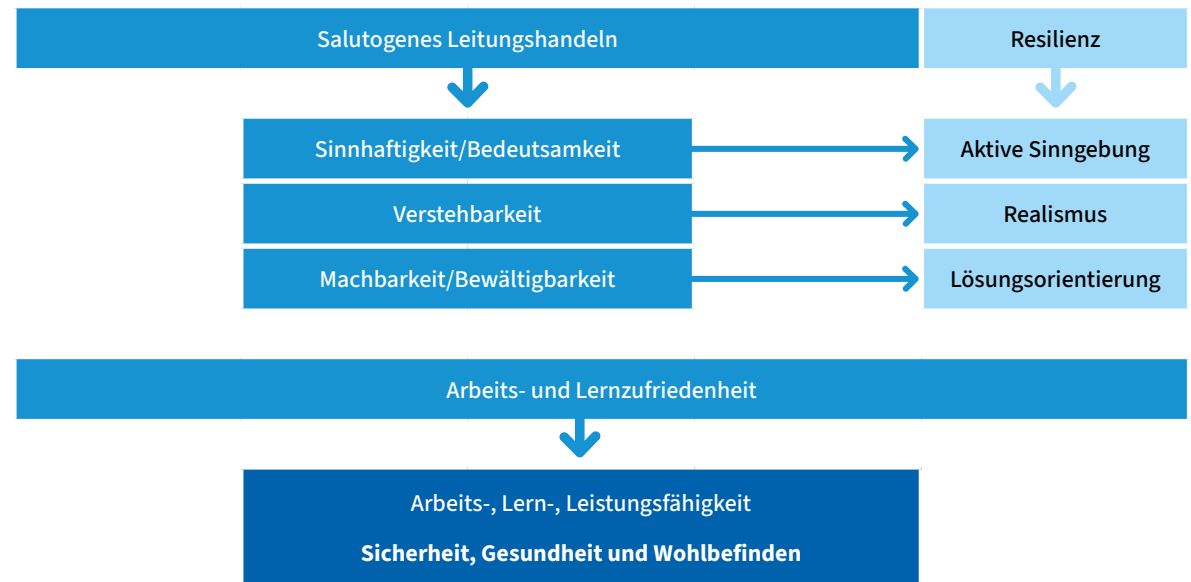 Salutogenes Leitungshandeln
Resilienz
Sinnhaftigkeit/Bedeutsamkeit
Aktive Sinngebung
Verstehbarkeit
Realismus
Machbarkeit/Bewältigbarkeit
Lösungsorientierung
Arbeits- und Lernzufriedenheit
Arbeits-, Lern-, Leistungsfähigkeit
Sicherheit, Gesundheit und Wohlbefinden